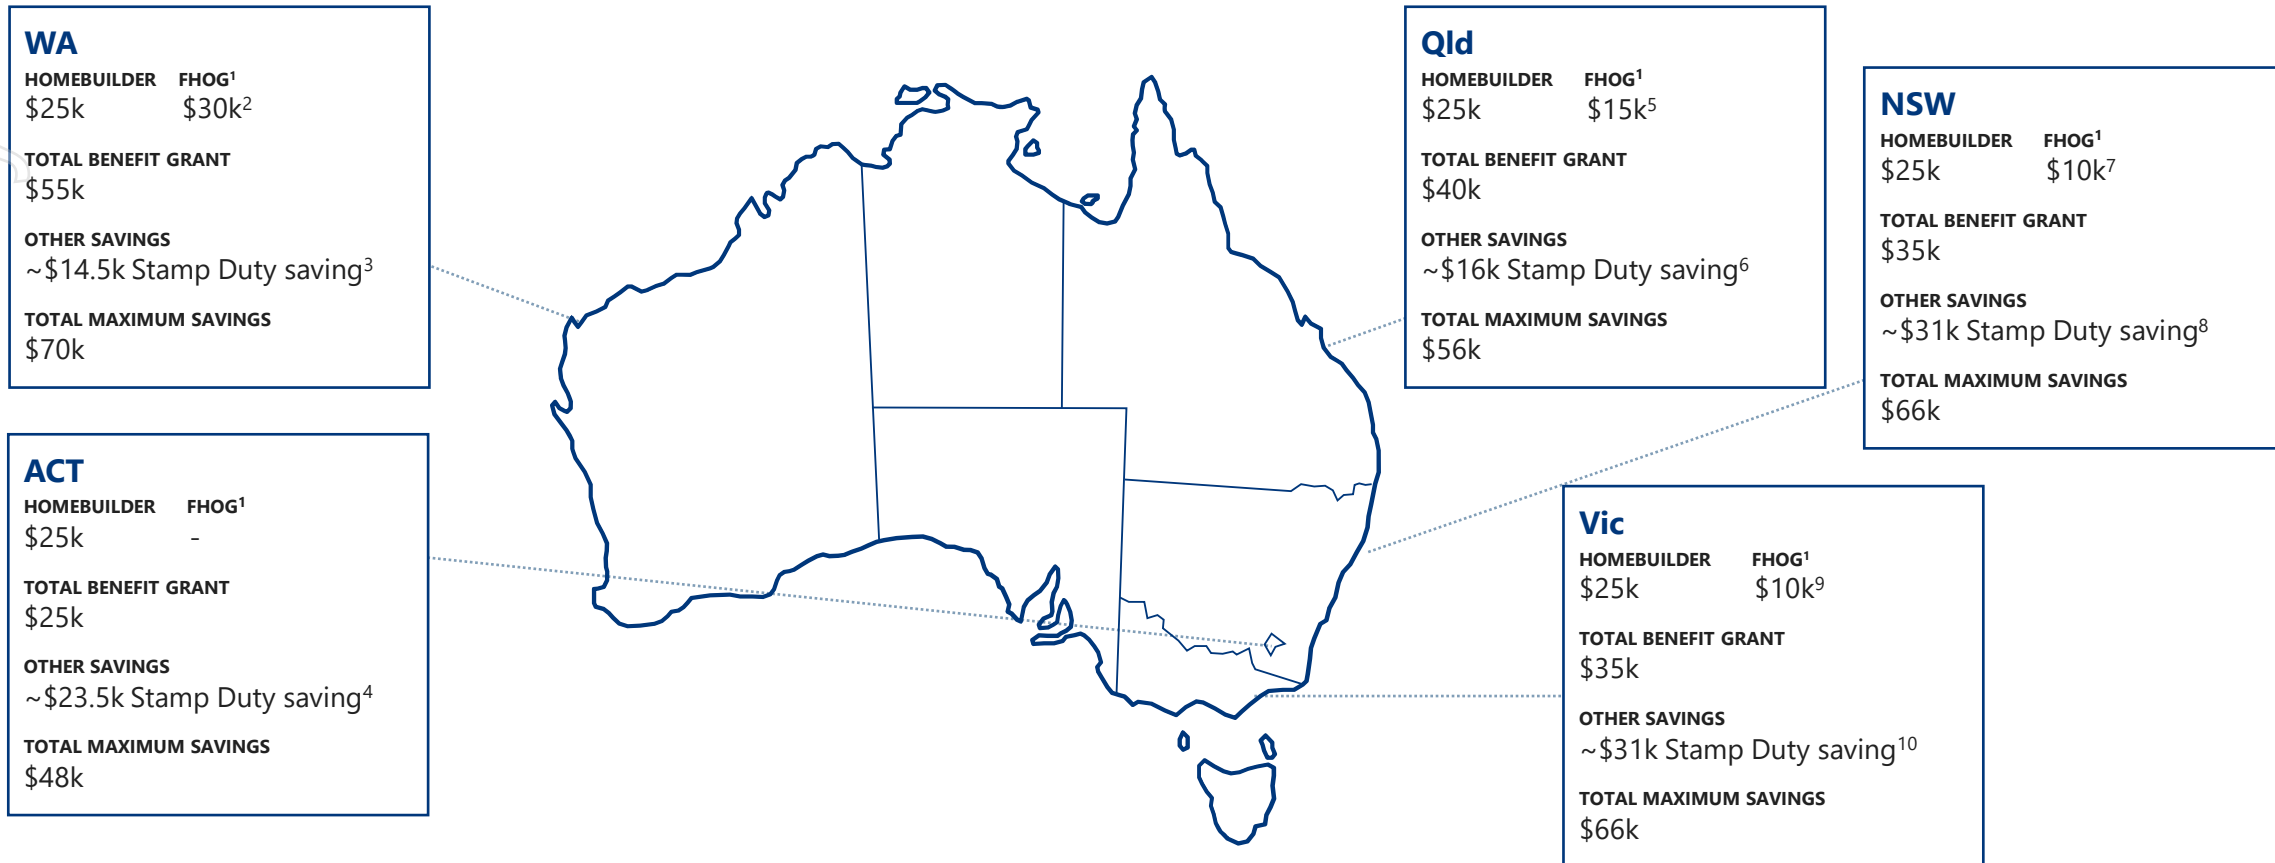 WA
HOMEBUILDER FHOG¹
$25k $30k²
TOTAL BENEFIT GRANT
$55k
OTHER SAVINGS
~$14.5k Stamp Duty saving³
TOTAL MAXIMUM SAVINGS
$70k
ACT
HOMEBUILDER FHOG¹
$25k -
TOTAL BENEFIT GRANT
$25k
OTHER SAVINGS
~$23.5k Stamp Duty saving⁴
TOTAL MAXIMUM SAVINGS
$48k
Qld
HOMEBUILDER FHOG¹
$25k $15k⁵
TOTAL BENEFIT GRANT
$40k
OTHER SAVINGS
~$16k Stamp Duty saving⁶
TOTAL MAXIMUM SAVINGS
$56k
NSW
HOMEBUILDER FHOG¹
$25k $10k⁷
TOTAL BENEFIT GRANT
$35k
OTHER SAVINGS
~$31k Stamp Duty saving⁸
TOTAL MAXIMUM SAVINGS
$66k
Vic
HOMEBUILDER FHOG¹
$25k $10k⁹
TOTAL BENEFIT GRANT
$35k
OTHER SAVINGS
~$31k Stamp Duty saving¹⁰
TOTAL MAXIMUM SAVINGS
$66k